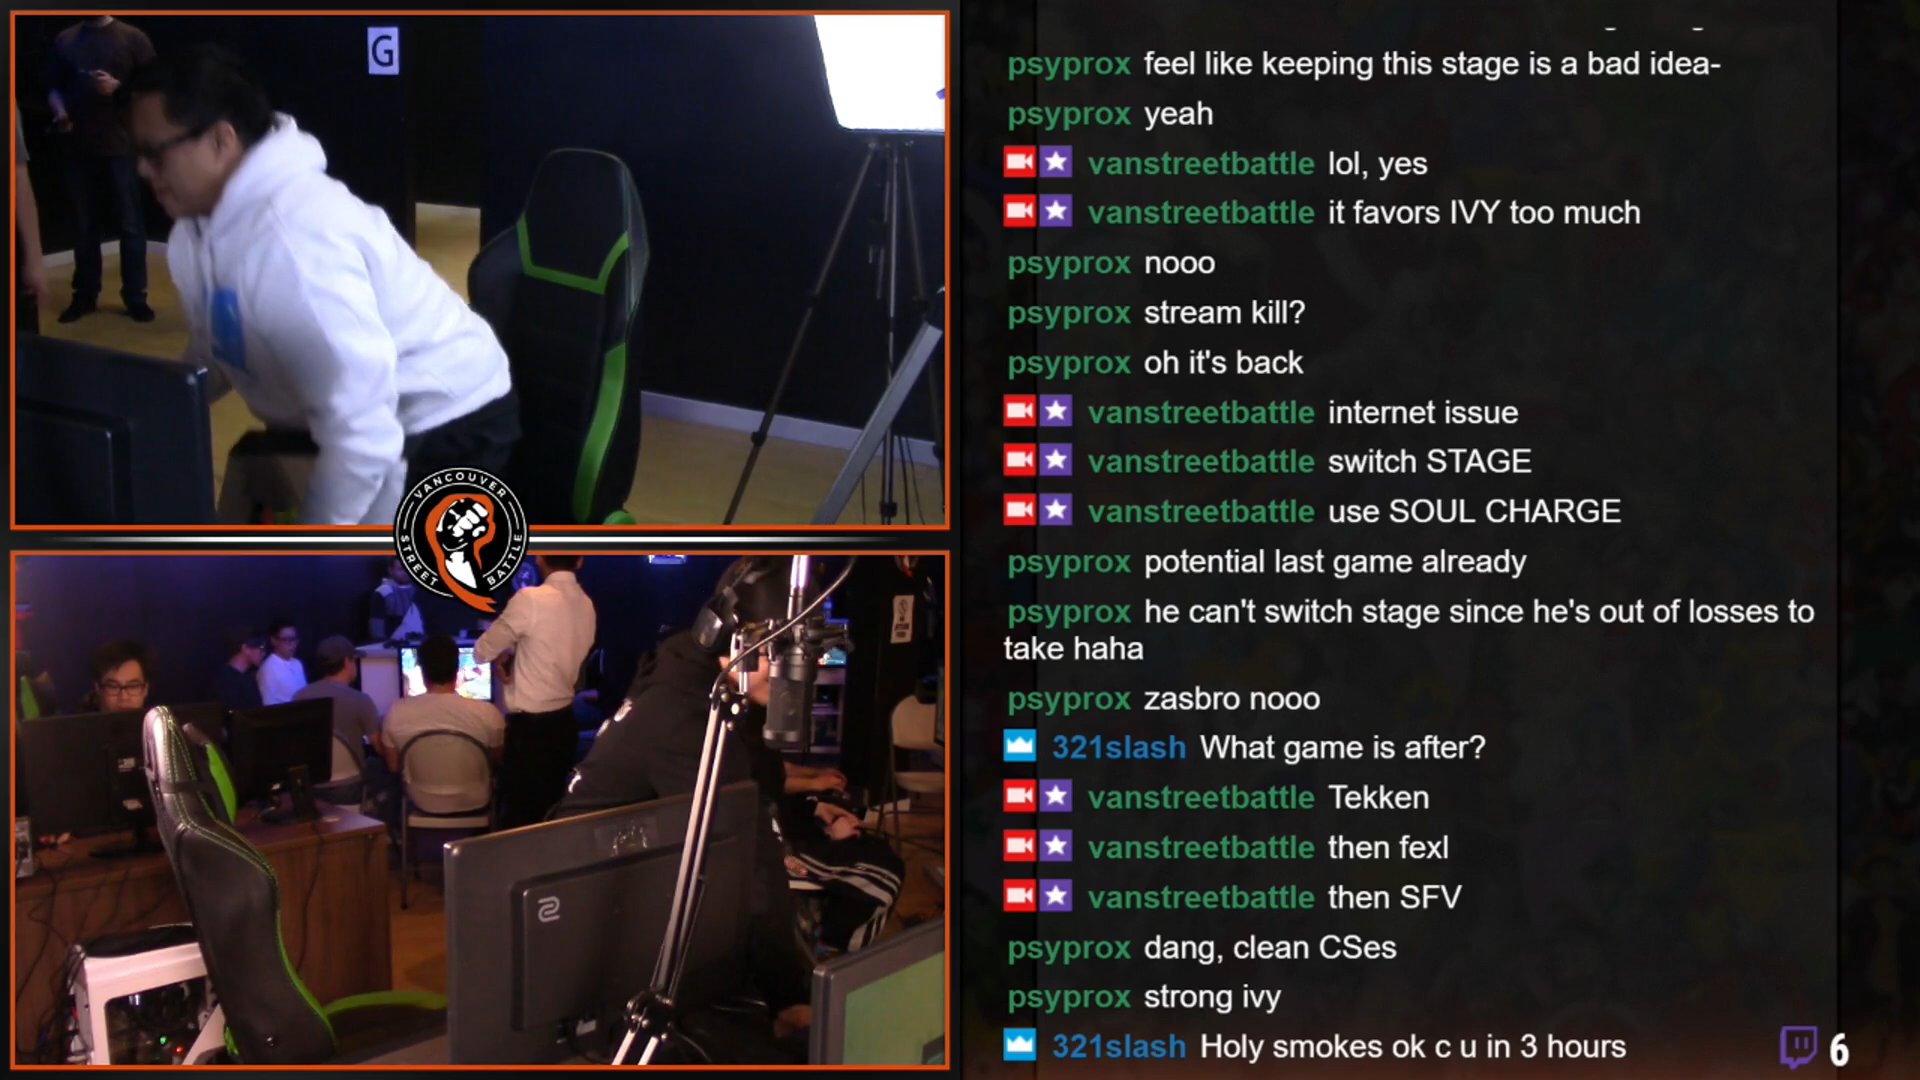 G
VANCOUVER
STREET BATTLE
psyprox feel like keeping this stage is a bad idea-
psyprox yeah
vanstreetbattle lol, yes
vanstreetbattle it favors IVY too much
psyprox nooo
psyprox stream kill?
psyprox oh it's back
vanstreetbattle internet issue
vanstreetbattle switch STAGE
vanstreetbattle use SOUL CHARGE
psyprox potential last game already
psyprox he can't switch stage since he's out of losses to
take haha
psyprox zasbro nooo
321slash What game is after?
vanstreetbattle Tekken
vanstreetbattle then fexl
vanstreetbattle then SFV
psyprox dang, clean CSes
psyprox strong ivy
321slash Holy smokes ok c u in 3 hours
6